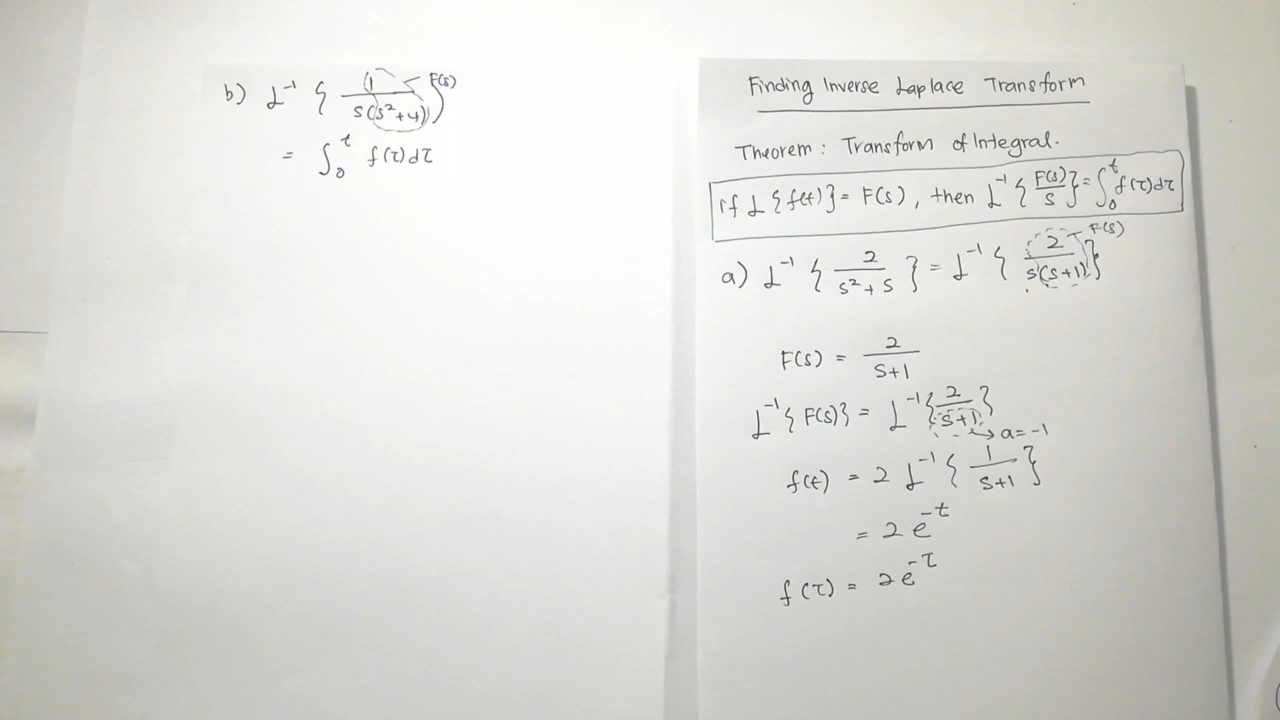 b) L⁻¹ { 1 / s(s²+4) } F(s)
= ∫₀ᵗ f(τ)dτ
Finding Inverse Laplace Transform
Theorem : Transform of Integral.
If L{f(t)} = F(s) , then L⁻¹ { F(s)/s } = ∫₀ᵗ f(τ)dτ
a) L⁻¹ { 2 / s²+s } = L⁻¹ { 2 / s(s+1) } F(s)
F(s) = 2 / s+1
L⁻¹{F(s)} = L⁻¹{ 2 / s+1 }
→ a=-1
f(t) = 2 L⁻¹ { 1 / s+1 }
= 2e^-t
f(τ) = 2e^-τ